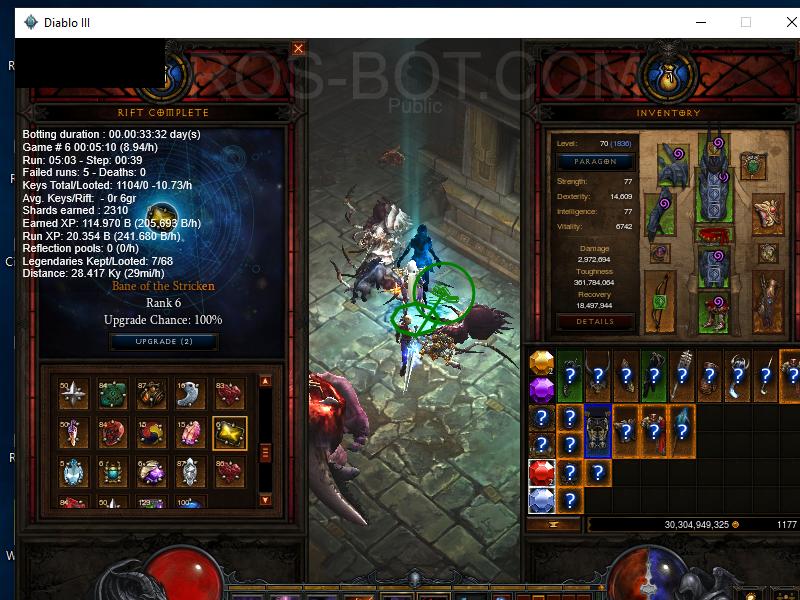 Diablo III
ROS-BOT.COM
Public
RIFT COMPLETE
Botting duration : 00.00:33:32 day(s)
Game # 6 00:05:10 (8.94/h)
Run: 05:03 - Step: 00:39
Failed runs: 5 - Deaths: 0
Keys Total/Looted: 1104/0 -10.73/h
Avg. Keys/Rift: - 0r 6gr
Shards earned : 2310
Earned XP: 114.970 B (205.693 B/h)
Run XP: 20.354 B (241.680 B/h)
Reflection pools: 0 (0/h)
Legendaries Kept/Looted: 7/68
Distance: 28.417 Ky (29mi/h)
Bane of the Stricken
Rank 6
Upgrade Chance: 100%
UPGRADE (2)
INVENTORY
Level: 70 (1836)
PARAGON
Strength: 77
Dexterity: 14,609
Intelligence: 77
Vitality: 6742
Damage
2,972,694
Toughness
361,784,064
Recovery
18,497,944
DETAILS
30,304,949,325
1177